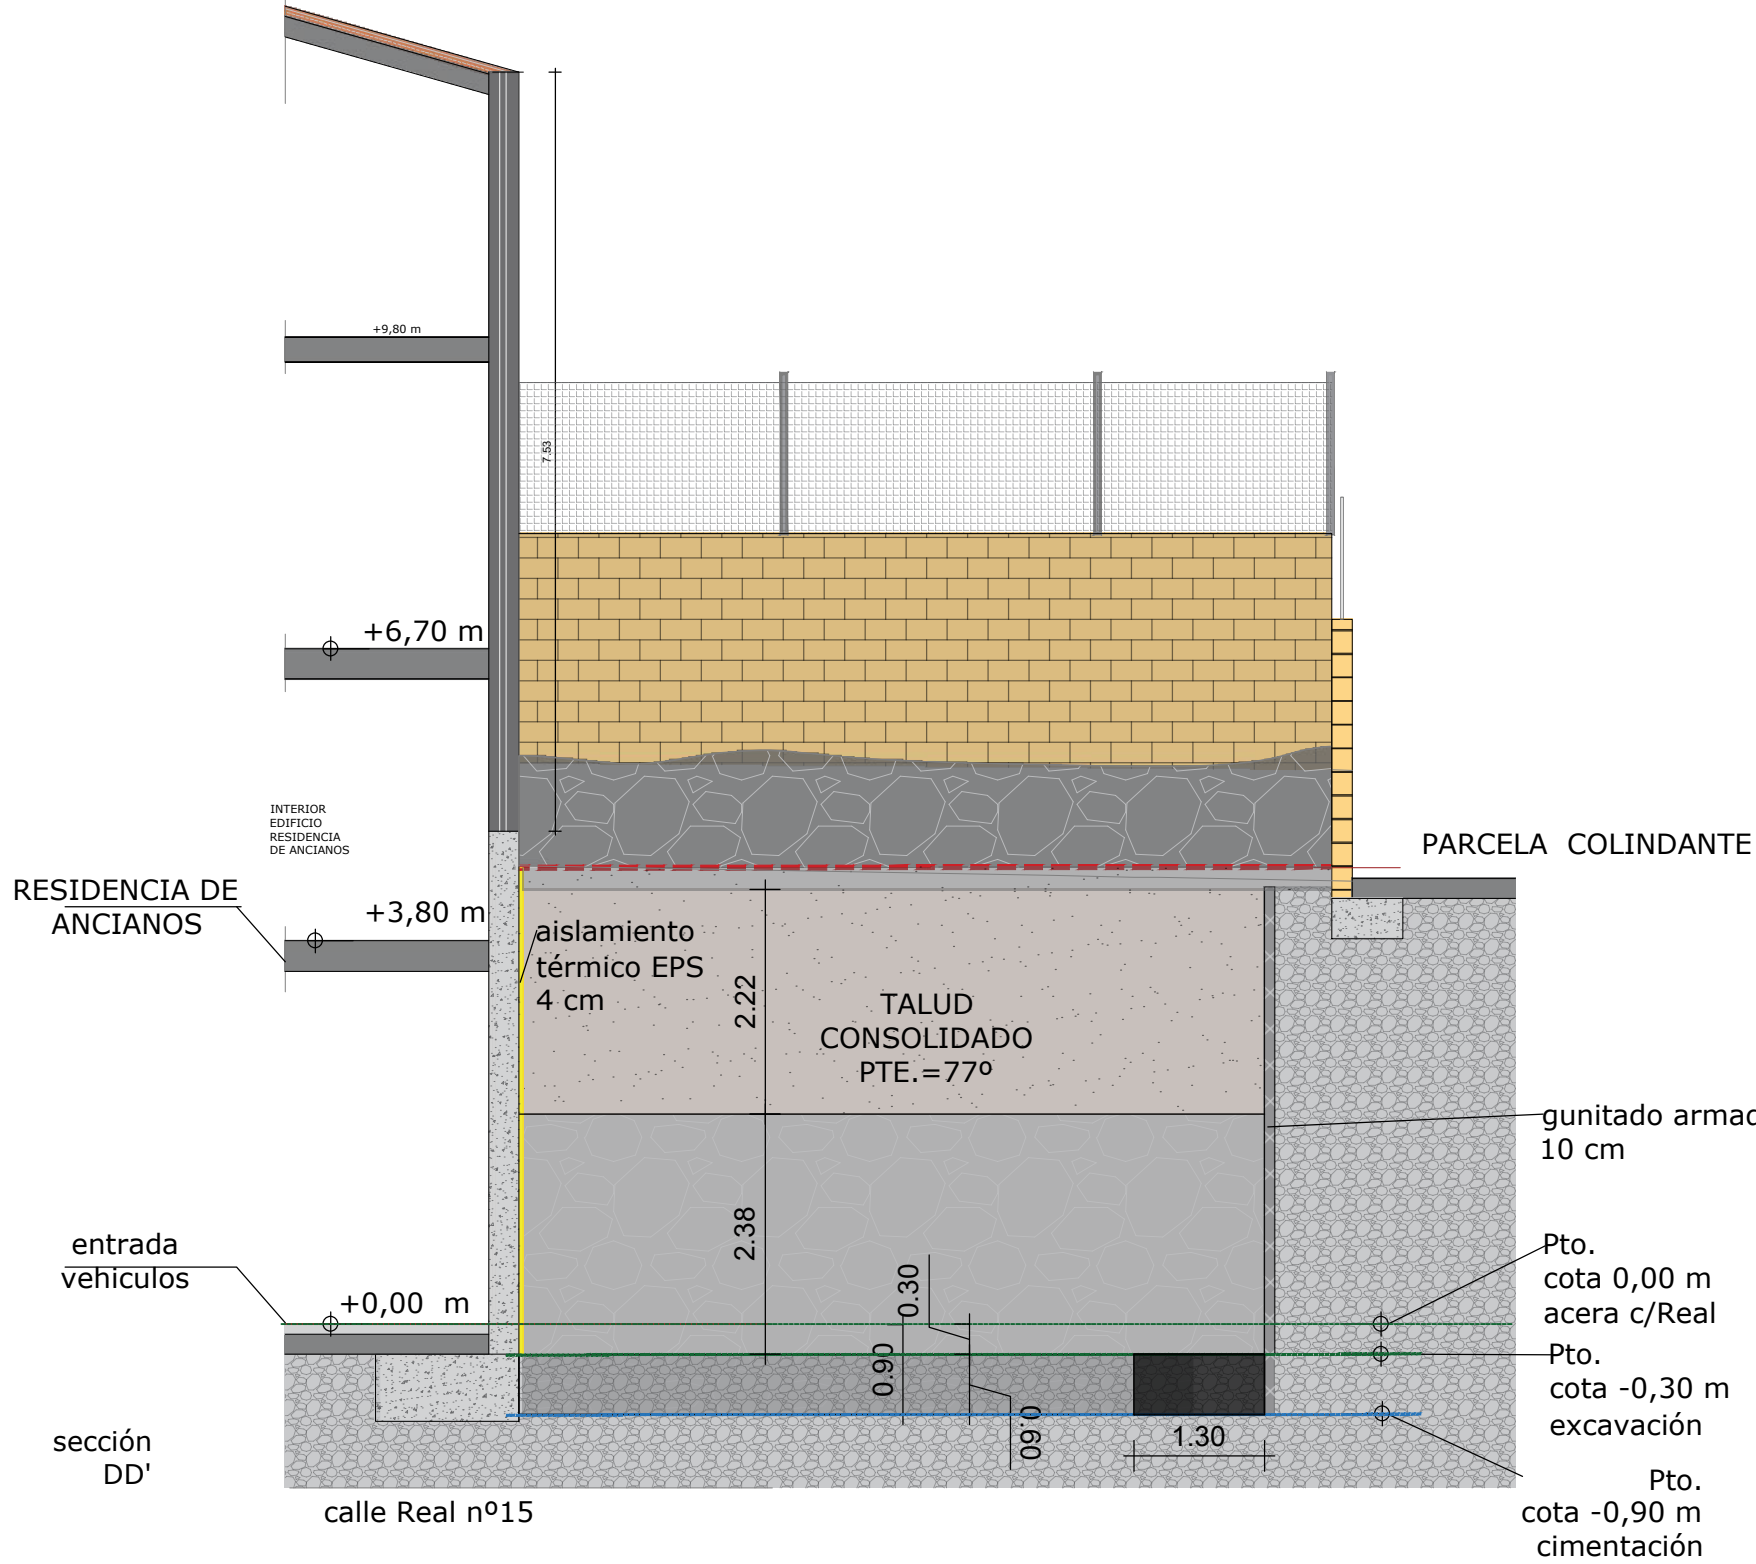 +9,80 m
7.53
+6,70 m
INTERIOR
EDIFICIO
RESIDENCIA
DE ANCIANOS
PARCELA COLINDANTE
RESIDENCIA DE
ANCIANOS
+3,80 m
aislamiento
térmico EPS
4 cm
2.22
TALUD
CONSOLIDADO
PTE.=77º
gunitado armad
10 cm
2.38
entrada
vehiculos
+0,00 m
0.30
0.90
0.60
1.30
Pto.
cota 0,00 m
acera c/Real
Pto.
cota -0,30 m
excavación
Pto.
cota -0,90 m
cimentación
sección
DD'
calle Real nº15